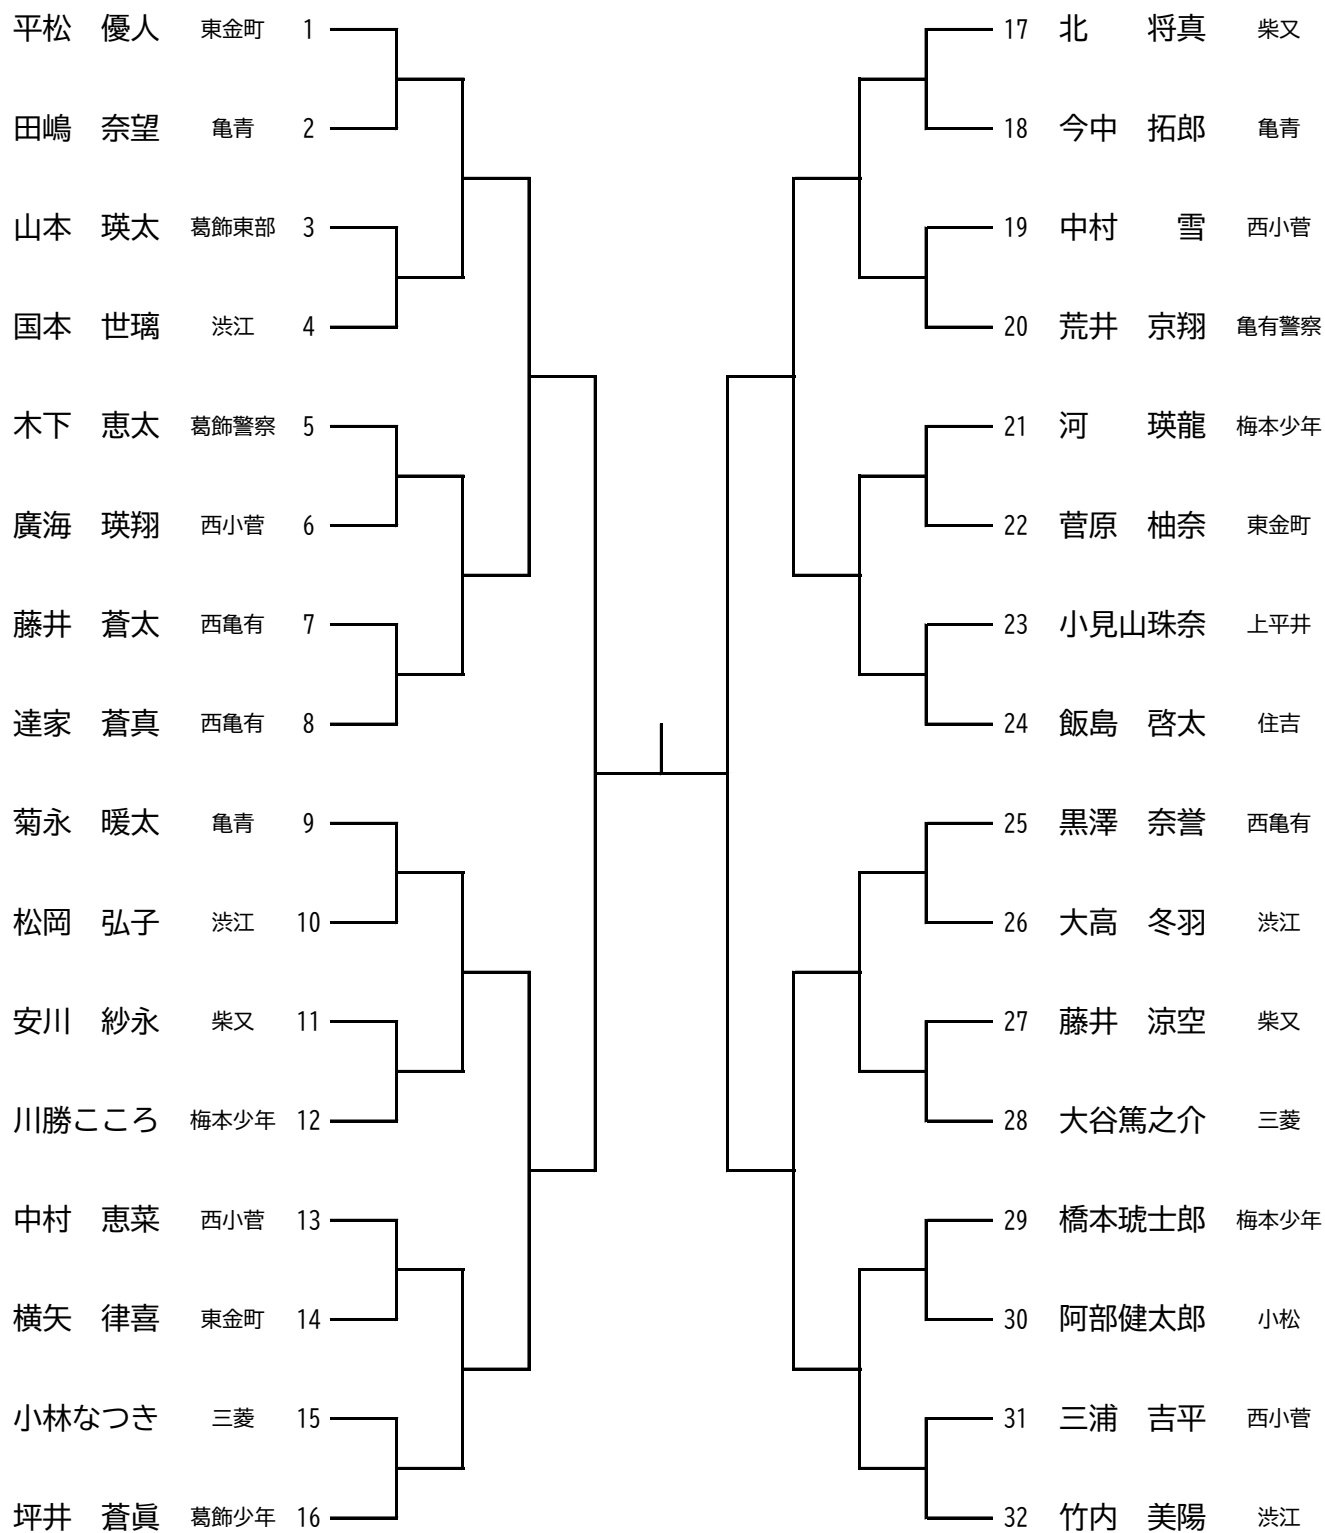 平松　優人 東金町 1
田嶋　奈望 亀青 2
山本　瑛太 葛飾東部 3
国本　世璃 渋江 4
木下　恵太 葛飾警察 5
廣海　瑛翔 西小菅 6
藤井　蒼太 西亀有 7
達家　蒼真 西亀有 8
菊永　暖太 亀青 9
松岡　弘子 渋江 10
安川　紗永 柴又 11
川勝こころ 梅本少年 12
中村　恵菜 西小菅 13
横矢　律喜 東金町 14
小林なつき 三菱 15
坪井　蒼眞 葛飾少年 16
17 北　　将真 柴又
18 今中　拓郎 亀青
19 中村　　雪 西小菅
20 荒井　京翔 亀有警察
21 河　　瑛龍 梅本少年
22 菅原　柚奈 東金町
23 小見山珠奈 上平井
24 飯島　啓太 住吉
25 黒澤　奈誉 西亀有
26 大高　冬羽 渋江
27 藤井　涼空 柴又
28 大谷篤之介 三菱
29 橋本琥士郎 梅本少年
30 阿部健太郎 小松
31 三浦　吉平 西小菅
32 竹内　美陽 渋江